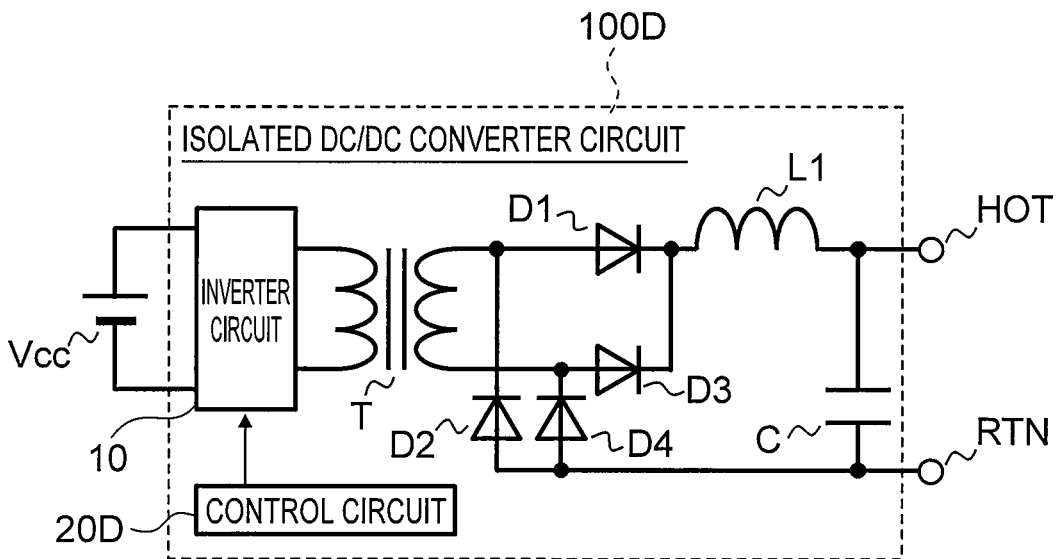 100D
ISOLATED DC/DC CONVERTER CIRCUIT
L1
HOT
D1
INVERTER
CIRCUIT
Vcc
T
D3
10
D2
D4
C
RTN
20D
CONTROL CIRCUIT